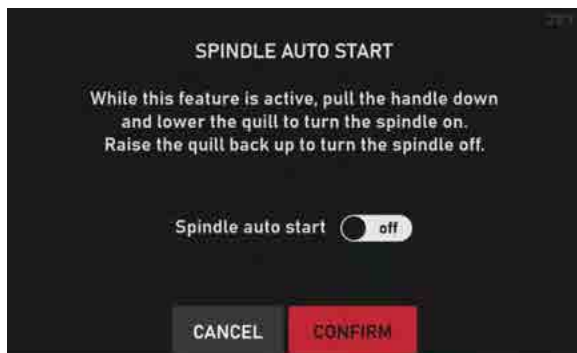 SPINDLE AUTO START
While this feature is active, pull the handle down
and lower the quill to turn the spindle on.
Raise the quill back up to turn the spindle off.
Spindle auto start off
CANCEL CONFIRM